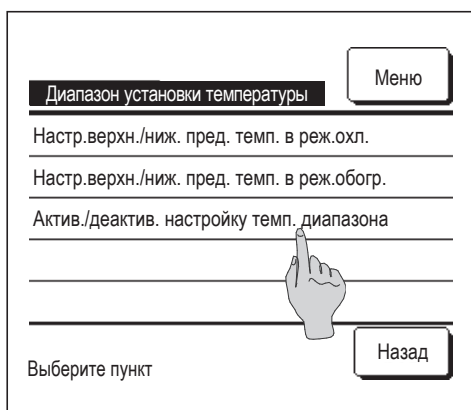 Меню
Диапазон установки температуры
Настр.верхн./ниж. пред. темп. в реж.охл.
Настр.верхн./ниж. пред. темп. в реж.обогр.
Актив./деактив. настройку темп. диапазона
Назад
Выберите пункт